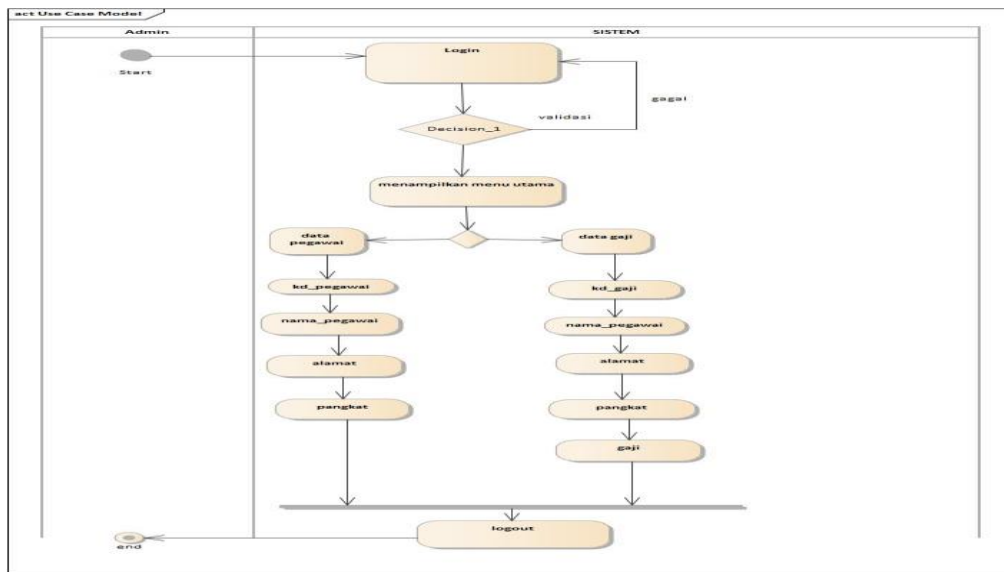 act Use Case Model
Admin
SISTEM
Start
Login
gagal
validasi
Decision_1
menampilkan menu utama
data
pegawai
data gaji
kd_pegawai
kd_gaji
nama_pegawai
nama_pegawai
alamat
alamat
pangkat
pangkat
gaji
logout
end